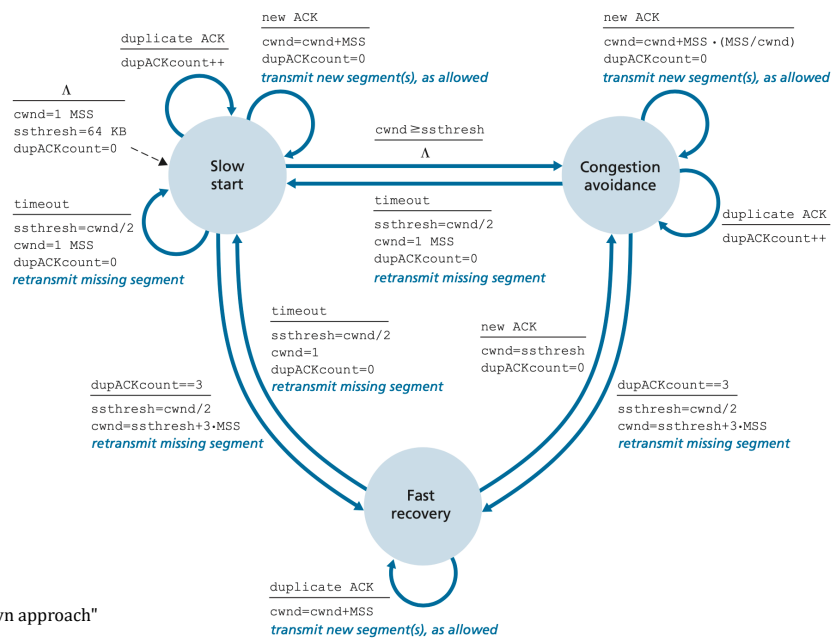 new ACK
cwnd=cwnd+MSS
dupACKcount=0
transmit new segment(s), as allowed
duplicate ACK
dupACKcount++
Λ
cwnd=1 MSS
ssthresh=64 KB
dupACKcount=0
timeout
ssthresh=cwnd/2
cwnd=1 MSS
dupACKcount=0
retransmit missing segment
Slow
start
cwnd≥ssthresh
Λ
timeout
ssthresh=cwnd/2
cwnd=1 MSS
dupACKcount=0
retransmit missing segment
new ACK
cwnd=cwnd+MSS •(MSS/cwnd)
dupACKcount=0
transmit new segment(s), as allowed
Congestion
avoidance
duplicate ACK
dupACKcount++
timeout
ssthresh=cwnd/2
cwnd=1
dupACKcount=0
retransmit missing segment
new ACK
cwnd=ssthresh
dupACKcount=0
dupACKcount==3
ssthresh=cwnd/2
cwnd=ssthresh+3•MSS
retransmit missing segment
dupACKcount==3
ssthresh=cwnd/2
cwnd=ssthresh+3•MSS
retransmit missing segment
Fast
recovery
duplicate ACK
cwnd=cwnd+MSS
transmit new segment(s), as allowed
approach"